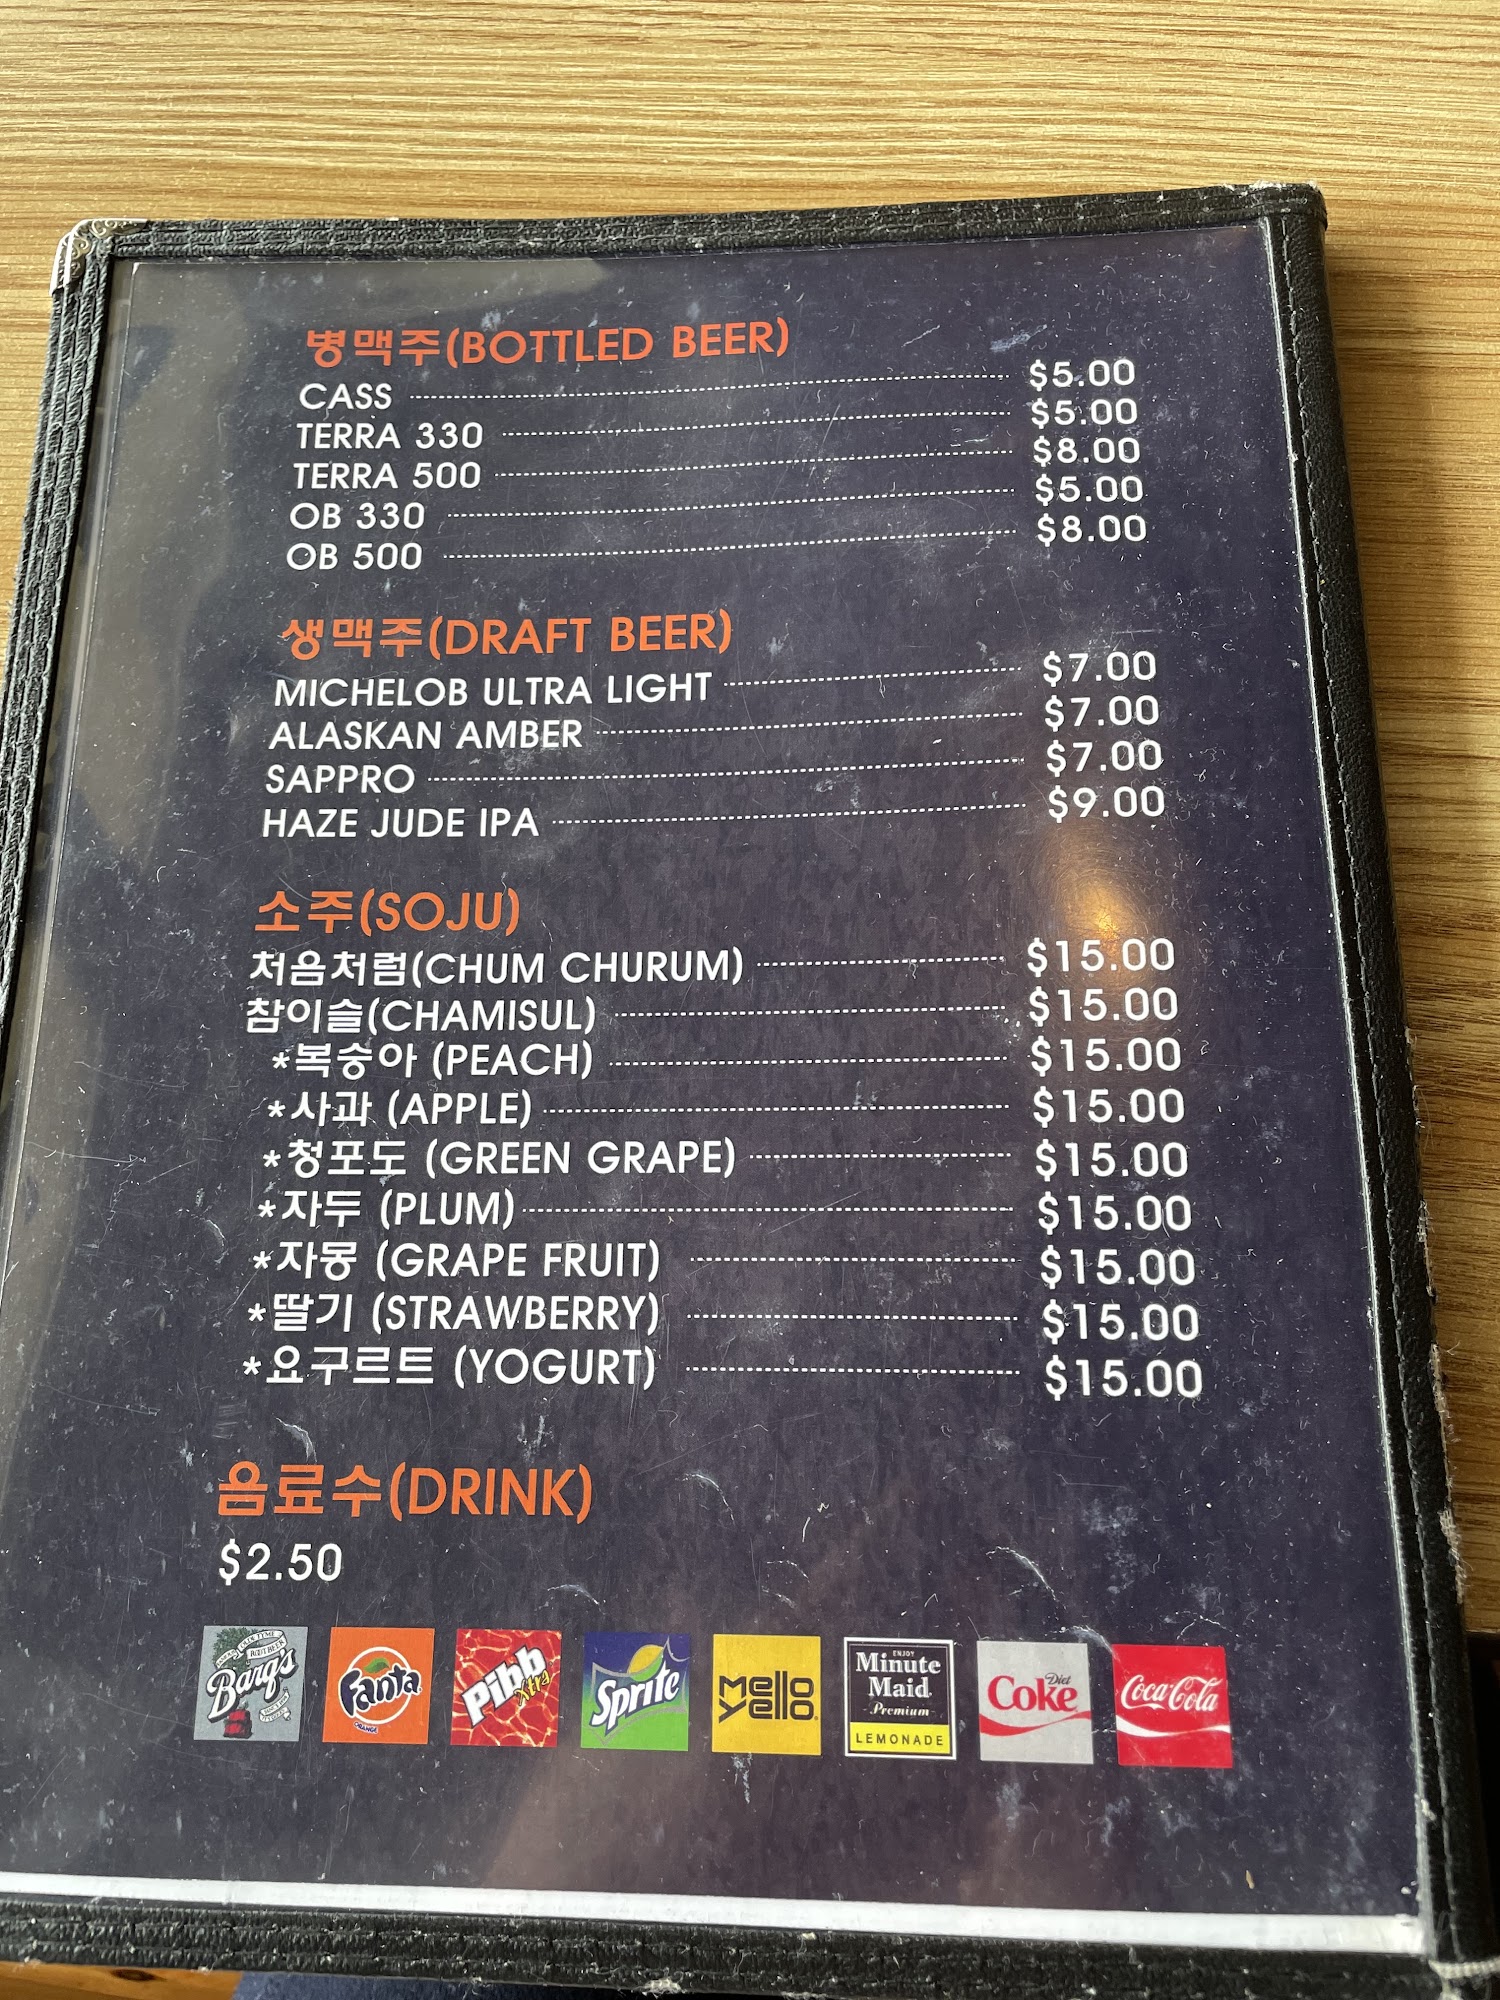 병맥주(BOTTLED BEER)
CASS $5.00
TERRA 330 $5.00
TERRA 500 $8.00
OB 330 $5.00
OB 500 $8.00
생맥주(DRAFT BEER)
MICHELOB ULTRA LIGHT $7.00
ALASKAN AMBER $7.00
SAPPRO $7.00
HAZE JUDE IPA $9.00
소주(SOJU)
처음처럼(CHUM CHURUM) $15.00
참이슬(CHAMISUL) $15.00
*복숭아 (PEACH) $15.00
*사과 (APPLE) $15.00
*청포도 (GREEN GRAPE) $15.00
*자두 (PLUM) $15.00
*자몽 (GRAPE FRUIT) $15.00
*딸기 (STRAWBERRY) $15.00
*요구르트 (YOGURT) $15.00
음료수(DRINK)
$2.50
Barq's
Fanta
ORANGE
Pibb
Xtra
Sprite
Mello
Yello
ENJOY
Minute
Maid
Premium
LEMONADE
Diet
Coke
Coca-Cola